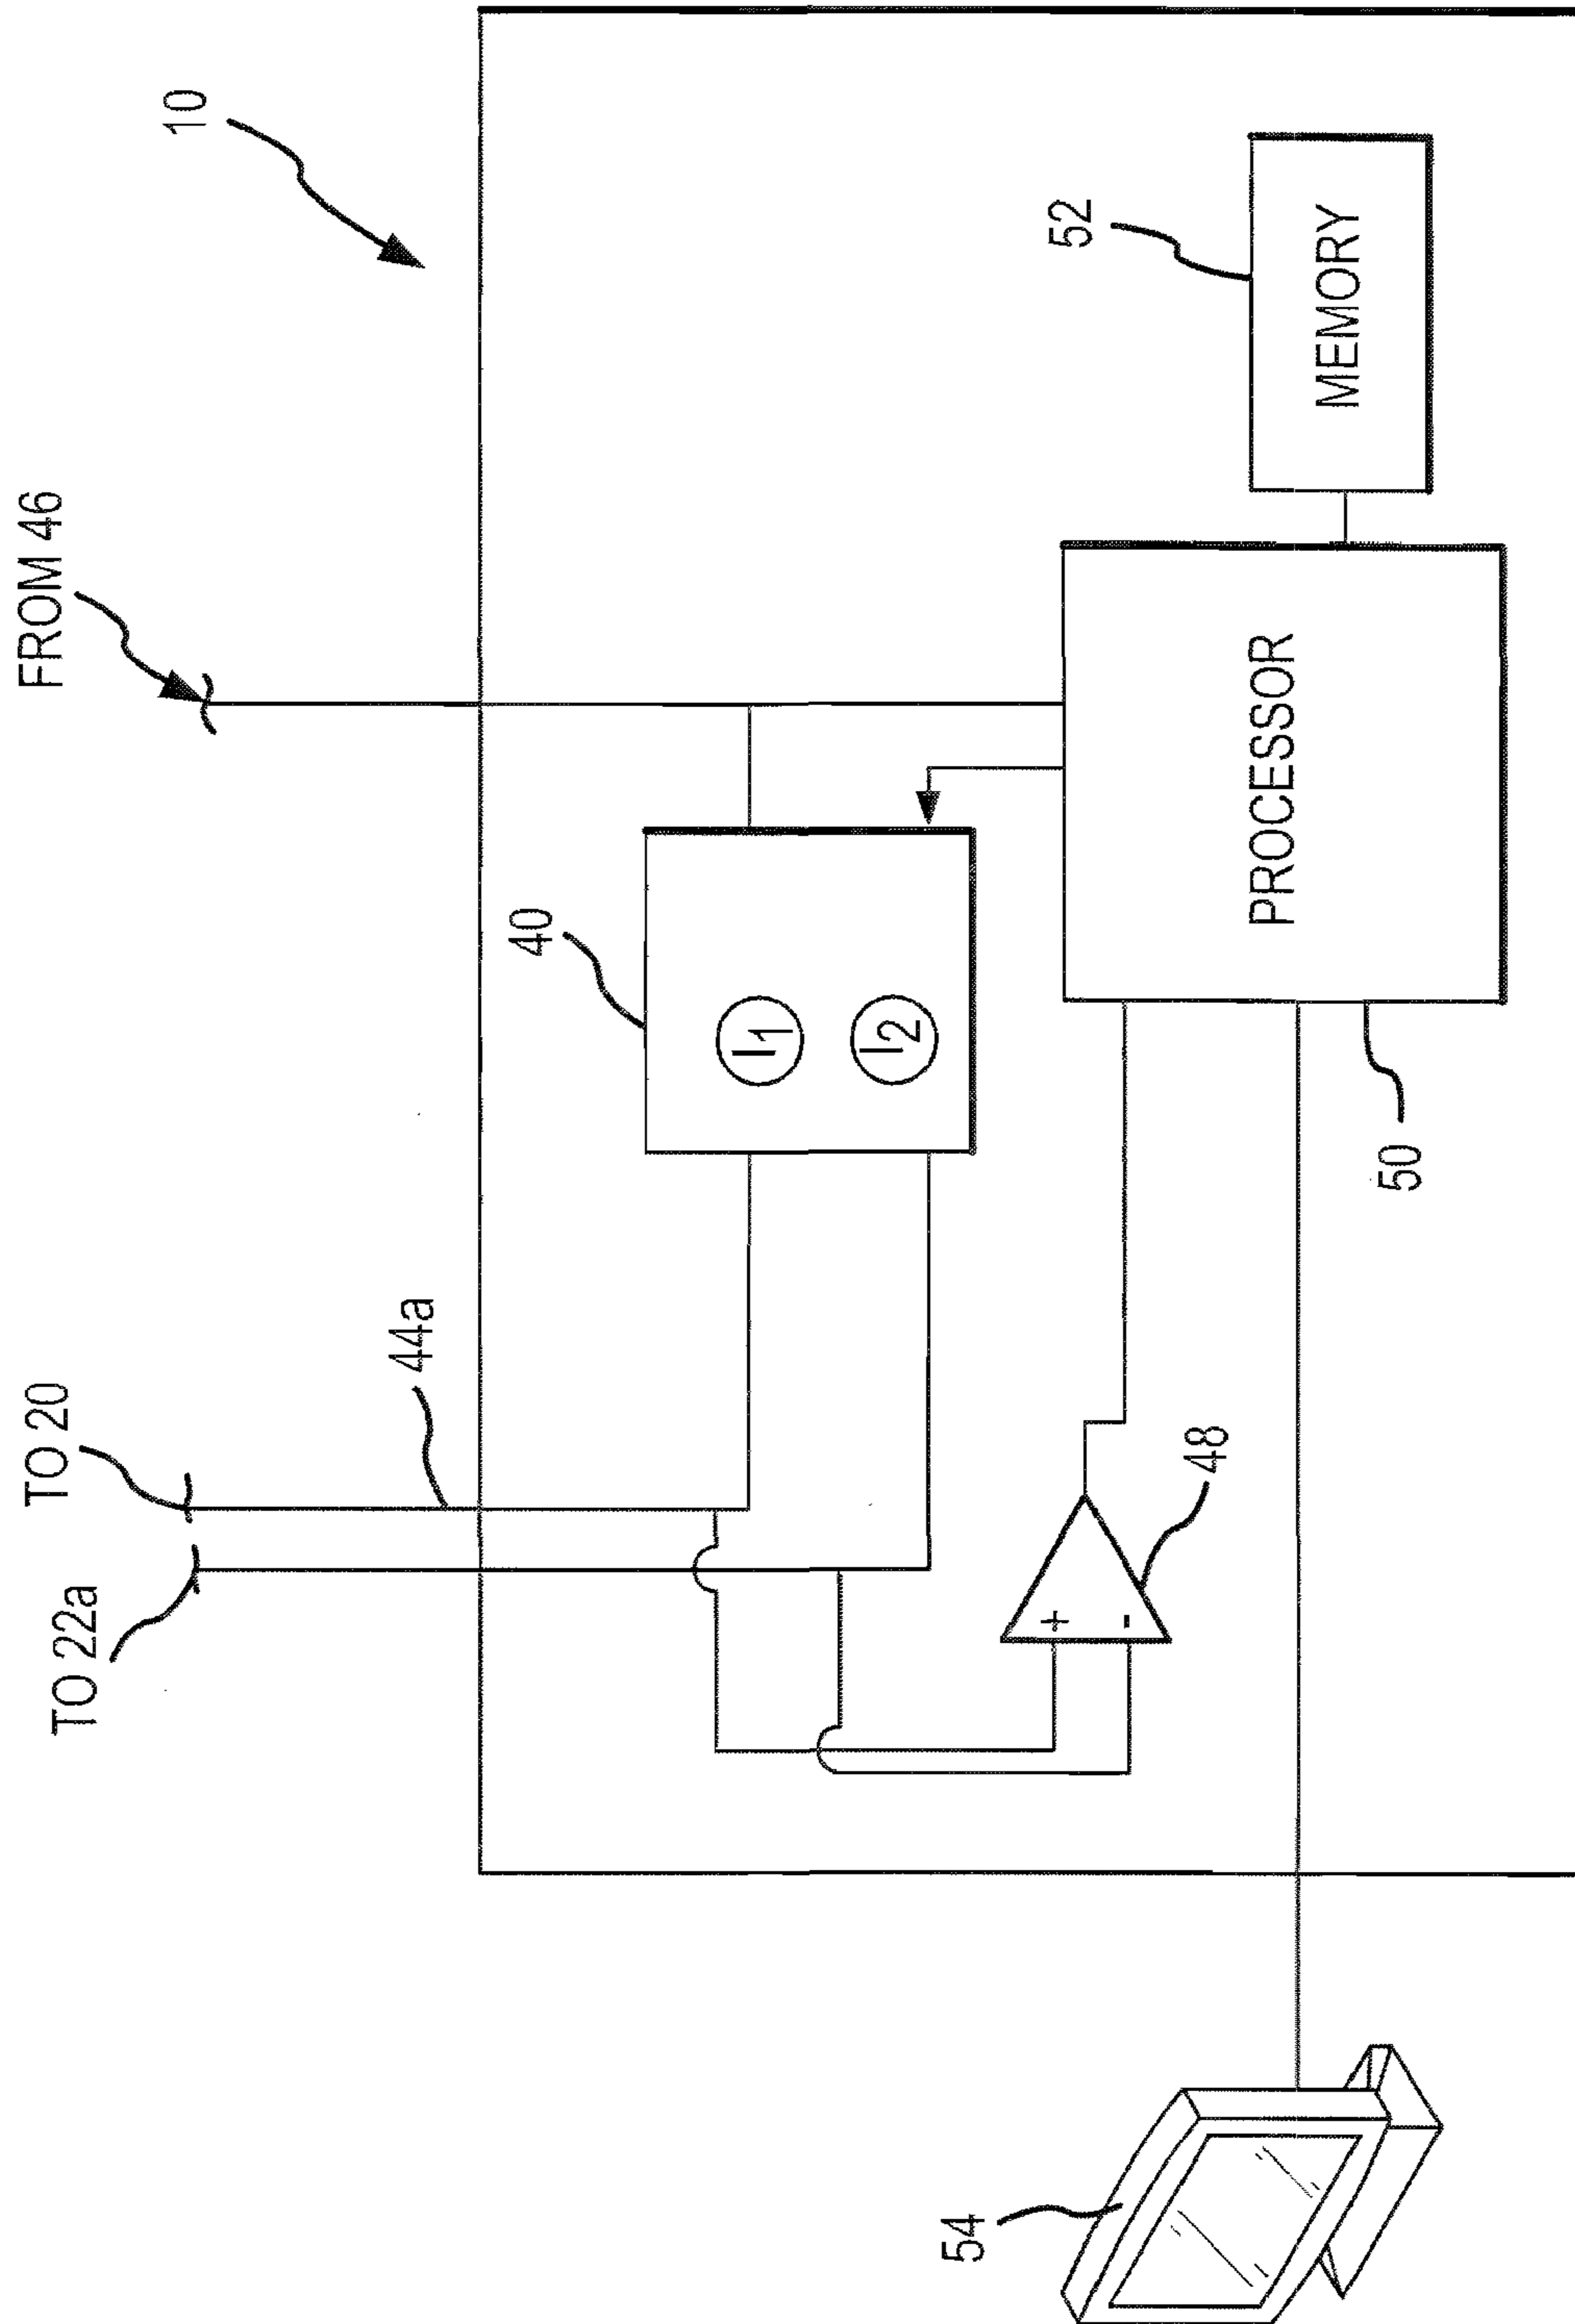 TO 22a
TO 20
FROM 46
10
44a
40
I1
I2
52
MEMORY
PROCESSOR
+
-
48
50
54